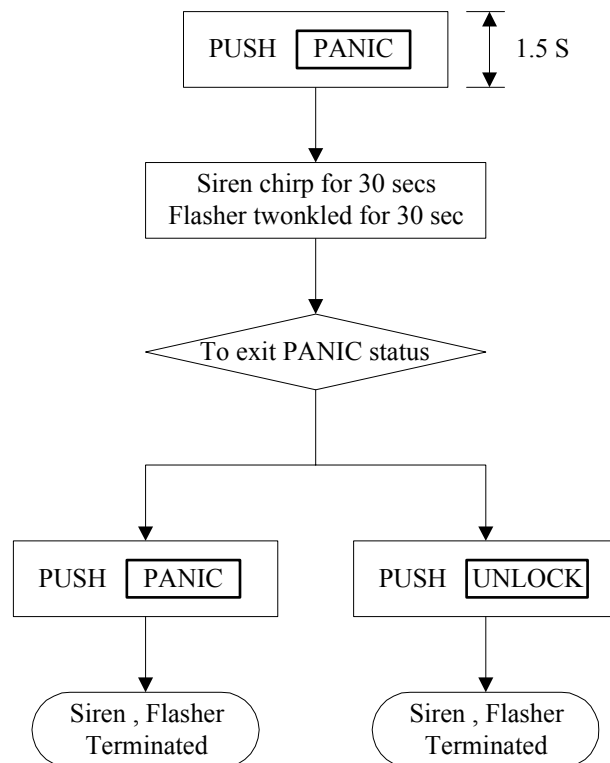 PUSH PANIC 1.5 S
Siren chirp for 30 secs
Flasher twonkled for 30 sec
To exit PANIC status
PUSH PANIC
PUSH UNLOCK
Siren , Flasher
Terminated
Siren , Flasher
Terminated